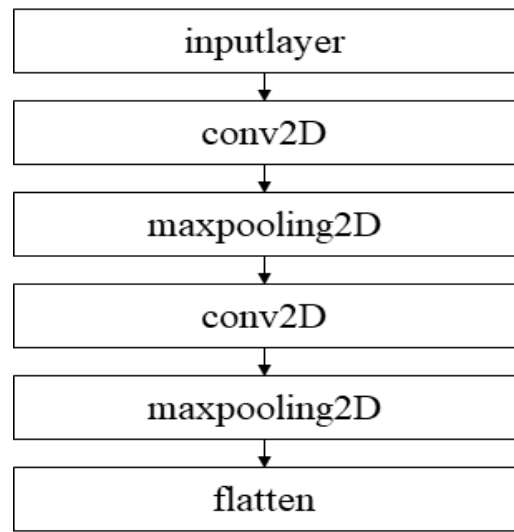 inputlayer
conv2D
maxpooling2D
conv2D
maxpooling2D
flatten